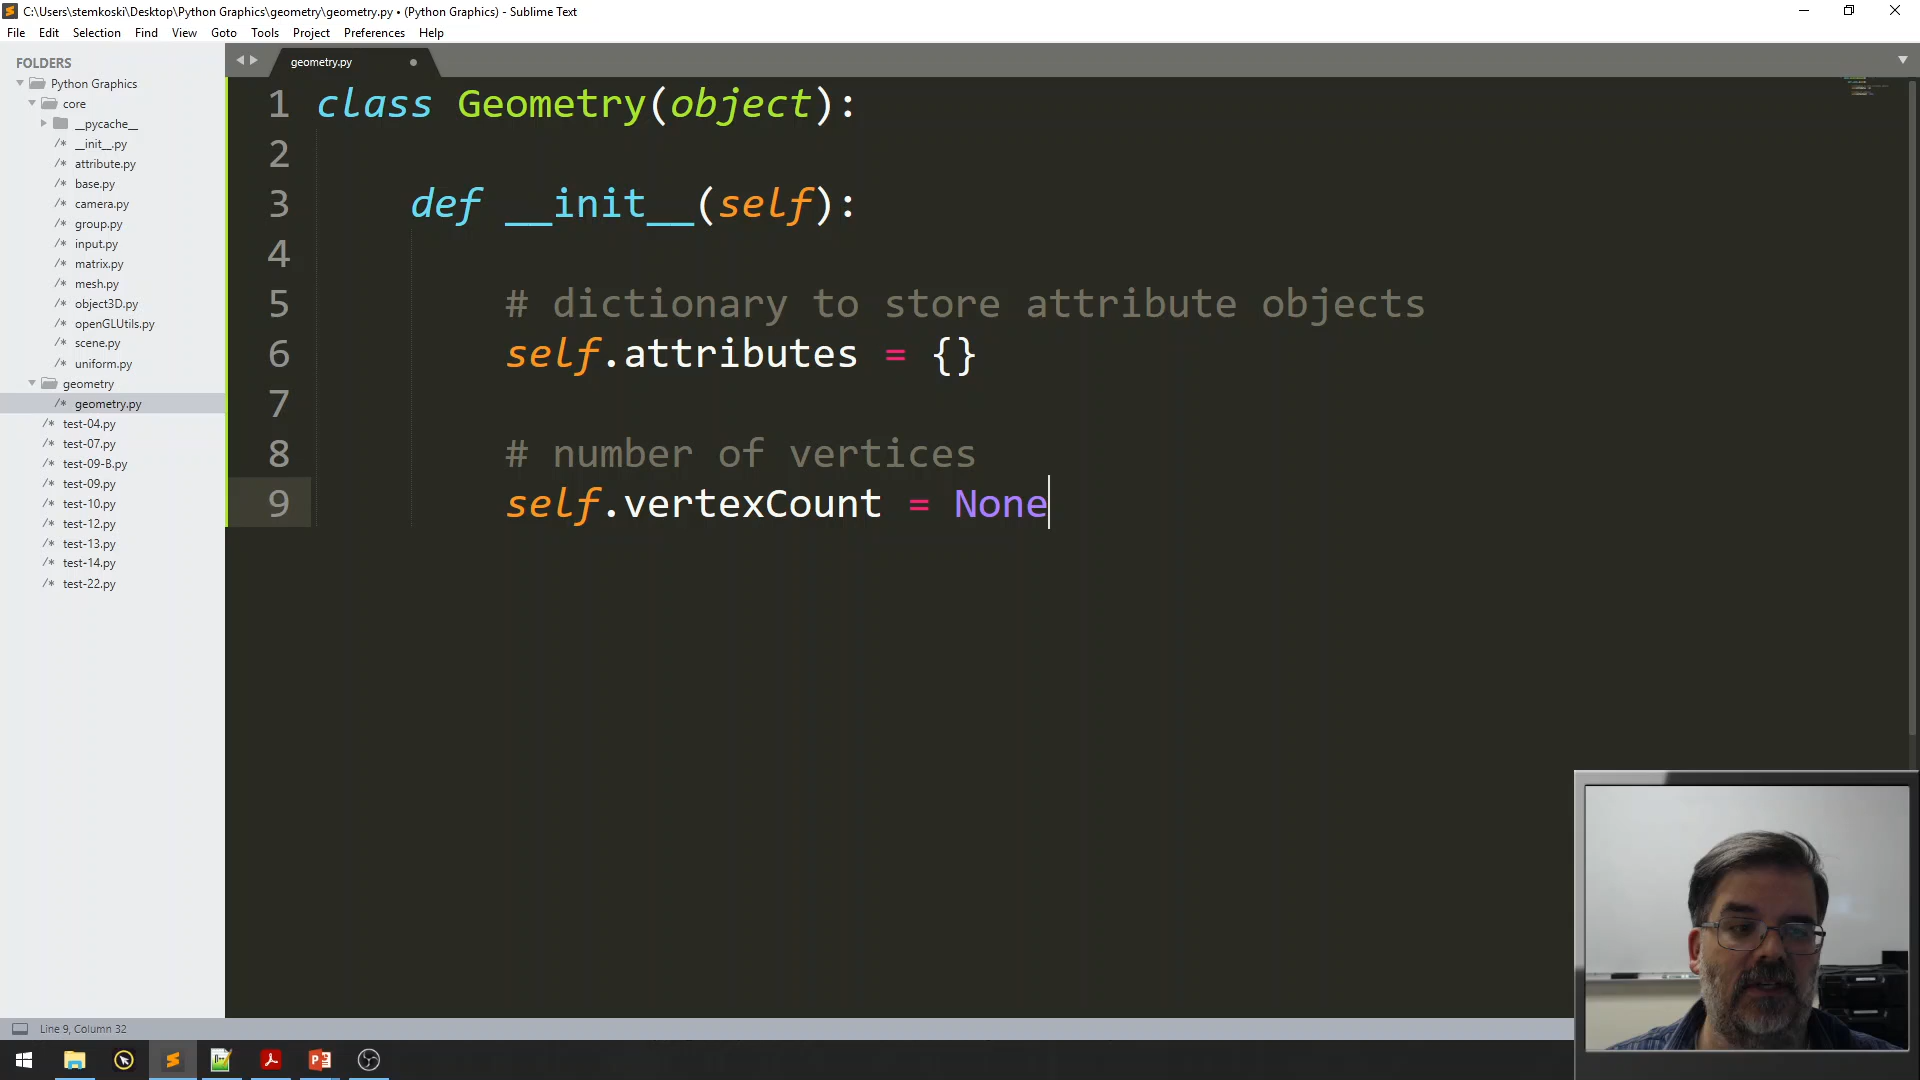 C:\Users\stemkoski\Desktop\Python Graphics\geometry\geometry.py • (Python Graphics) - Sublime Text
File Edit Selection Find View Goto Tools Project Preferences Help
FOLDERS
Python Graphics
core
__pycache__
/* __init__.py
/* attribute.py
/* base.py
/* camera.py
/* group.py
/* input.py
/* matrix.py
/* mesh.py
/* object3D.py
/* openGLUtils.py
/* scene.py
/* uniform.py
geometry
/* geometry.py
/* test-04.py
/* test-07.py
/* test-09-B.py
/* test-09.py
/* test-10.py
/* test-12.py
/* test-13.py
/* test-14.py
/* test-22.py
geometry.py
1 class Geometry(object):
2
3 def __init__(self):
4
5 # dictionary to store attribute objects
6 self.attributes = {}
7
8 # number of vertices
9 self.vertexCount = None
Line 9, Column 32